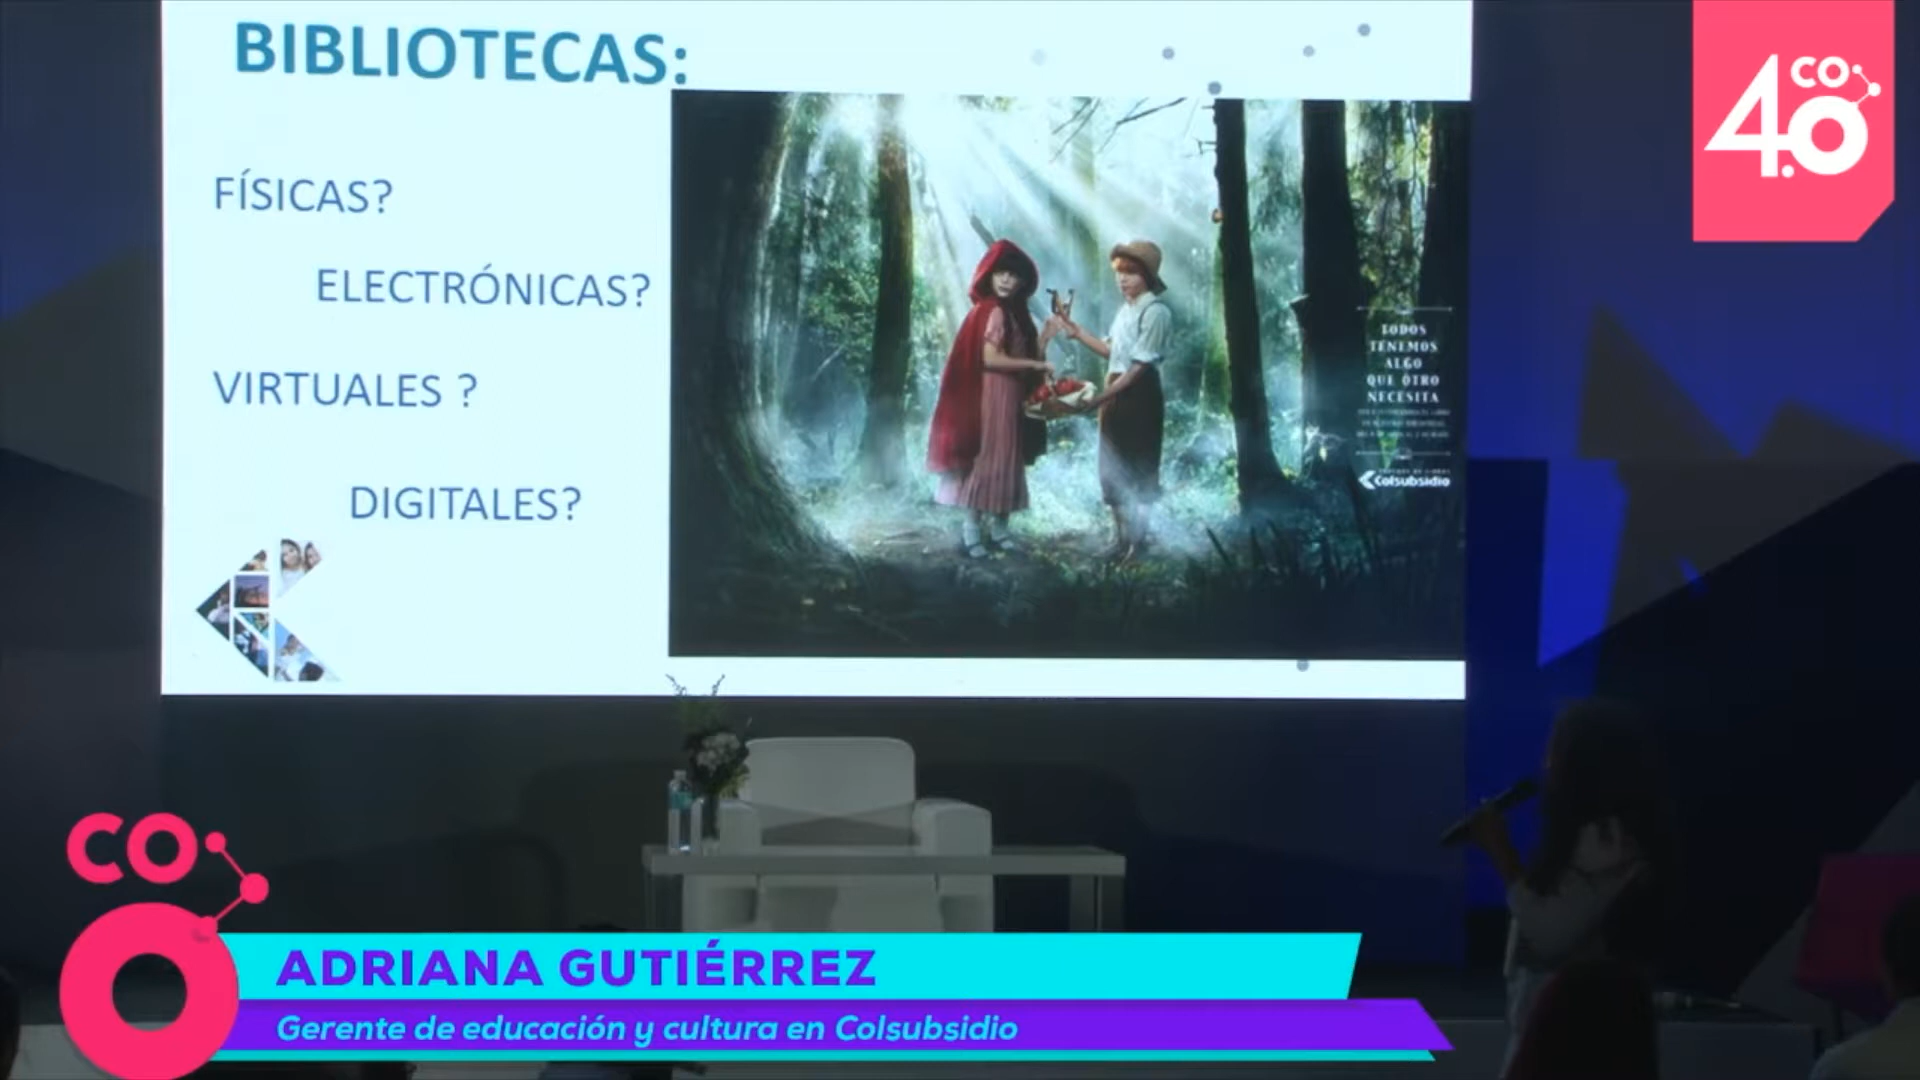 BIBLIOTECAS:
FÍSICAS?
ELECTRÓNICAS?
VIRTUALES ?
DIGITALES?
TODOS
TENEMOS
ALGO
QUE OTRO
NECESITA
Colsubsidio
CO
4.0
CO
ADRIANA GUTIÉRREZ
Gerente de educación y cultura en Colsubsidio